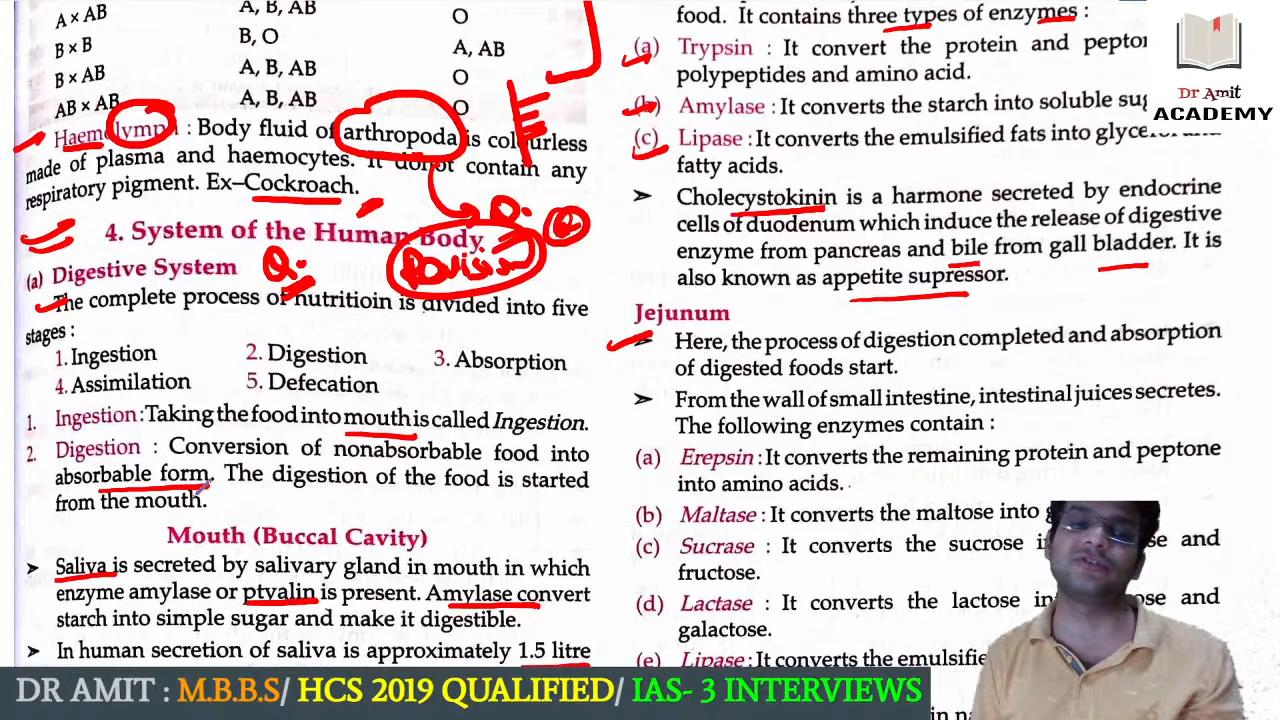 A × AB A, B, AB O
B × B B, O A, AB
B × AB A, B, AB O
AB × AB A, B, AB O
Haemolymph : Body fluid of arthropoda is colourless
made of plasma and haemocytes. It donot contain any
respiratory pigment. Ex–Cockroach.
4. System of the Human Body
Revision
(a) Digestive System
The complete process of nutritioin is divided into five
stages :
1. Ingestion 2. Digestion 3. Absorption
4. Assimilation 5. Defecation
1. Ingestion : Taking the food into mouth is called Ingestion.
2. Digestion : Conversion of nonabsorbable food into
absorbable form. The digestion of the food is started
from the mouth.
Mouth (Buccal Cavity)
➤ Saliva is secreted by salivary gland in mouth in which
enzyme amylase or ptyalin is present. Amylase convert
starch into simple sugar and make it digestible.
➤ In human secretion of saliva is approximately 1.5 litre
food. It contains three types of enzymes :
(a) Trypsin : It convert the protein and
polypeptides and amino acid.
(b) Amylase : It converts the starch into soluble
(c) Lipase : It converts the emulsified fats into
fatty acids.
➤ Cholecystokinin is a harmone secreted by endocrine
cells of duodenum which induce the release of digestive
enzyme from pancreas and bile from gall bladder. It is
also known as appetite supressor.
Jejunum
➤ Here, the process of digestion completed and absorption
of digested foods start.
➤ From the wall of small intestine, intestinal juices secretes.
The following enzymes contain :
(a) Erepsin : It converts the remaining protein and peptone
into amino acids.
(b) Maltase : It converts the maltose into
(c) Sucrase : It converts the sucrose and
fructose.
(d) Lactase : It converts the lactose and
galactose.
(e) Lipase : It converts the
Dr Amit
ACADEMY
DR AMIT : M.B.B.S/ HCS 2019 QUALIFIED/ IAS- 3 INTERVIEWS